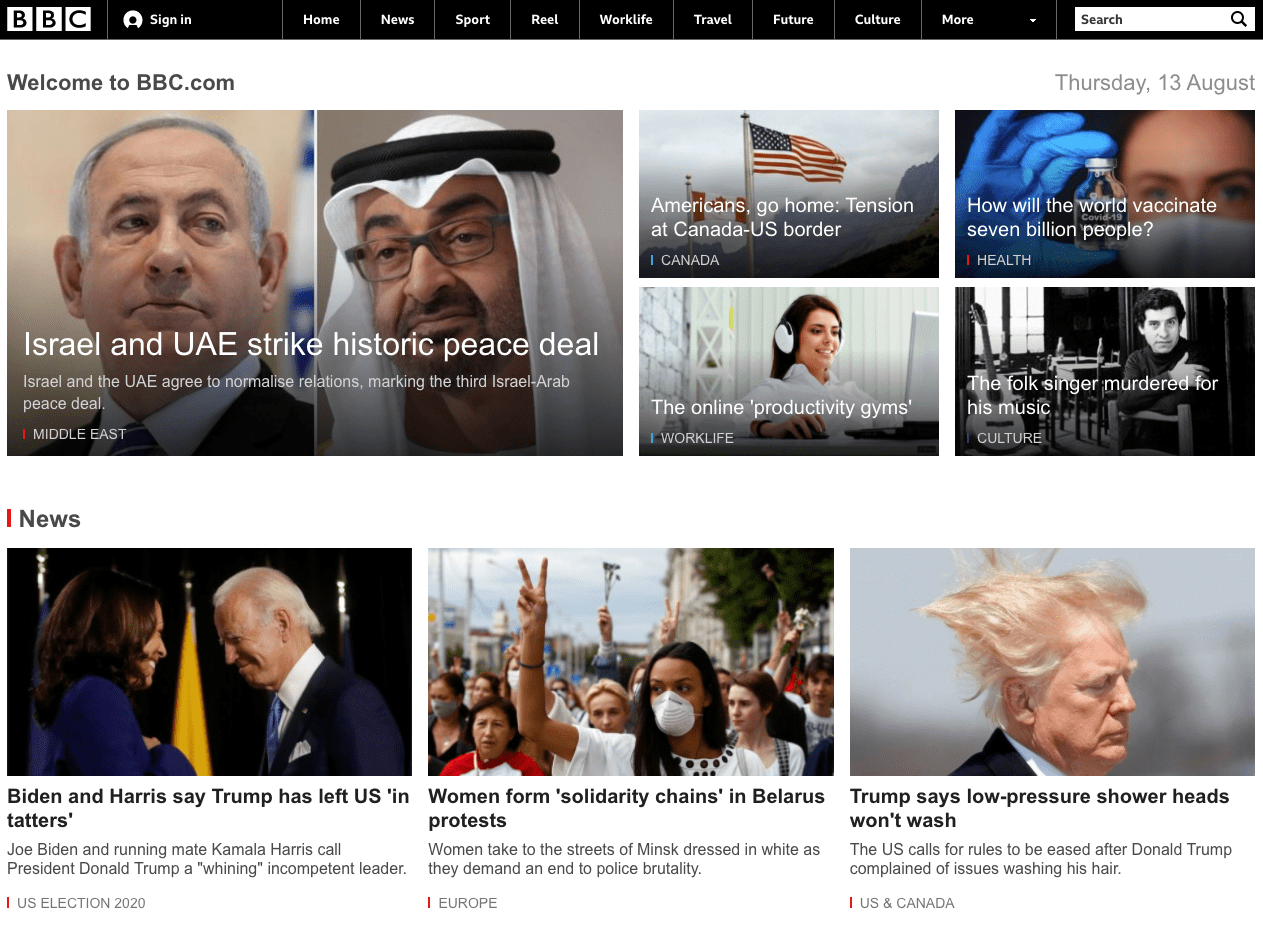 BBC
Sign in
Home
News
Sport
Reel
Worklife
Travel
Future
Culture
More
Search
Welcome to BBC.com
Thursday, 13 August
Israel and UAE strike historic peace deal
Israel and the UAE agree to normalise relations, marking the third Israel-Arab
peace deal.
MIDDLE EAST
Americans, go home: Tension
at Canada-US border
CANADA
Covid-19
How will the world vaccinate
seven billion people?
HEALTH
The online 'productivity gyms'
WORKLIFE
The folk singer murdered for
his music
CULTURE
News
Biden and Harris say Trump has left US 'in
tatters'
Joe Biden and running mate Kamala Harris call
President Donald Trump a "whining" incompetent leader.
US ELECTION 2020
Women form 'solidarity chains' in Belarus
protests
Women take to the streets of Minsk dressed in white as
they demand an end to police brutality.
EUROPE
Trump says low-pressure shower heads
won't wash
The US calls for rules to be eased after Donald Trump
complained of issues washing his hair.
US & CANADA